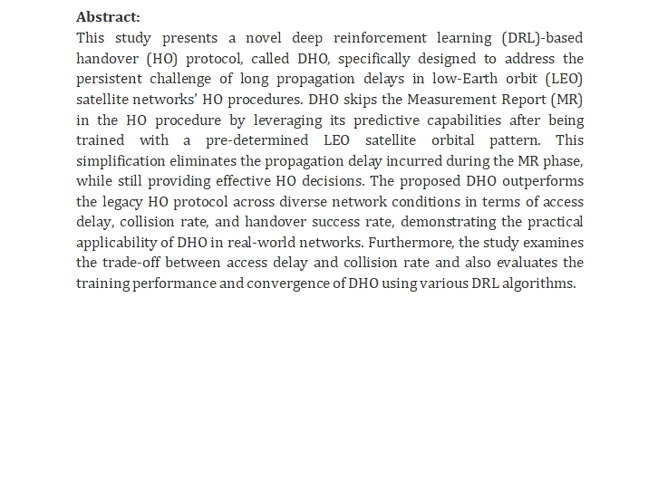 Abstract:
This study presents a novel deep reinforcement learning (DRL)-based
handover (HO) protocol, called DHO, specifically designed to address the
persistent challenge of long propagation delays in low-Earth orbit (LEO)
satellite networks' HO procedures. DHO skips the Measurement Report (MR)
in the HO procedure by leveraging its predictive capabilities after being
trained with a pre-determined LEO satellite orbital pattern. This
simplification eliminates the propagation delay incurred during the MR phase,
while still providing effective HO decisions. The proposed DHO outperforms
the legacy HO protocol across diverse network conditions in terms of access
delay, collision rate, and handover success rate, demonstrating the practical
applicability of DHO in real-world networks. Furthermore, the study examines
the trade-off between access delay and collision rate and also evaluates the
training performance and convergence of DHO using various DRL algorithms.